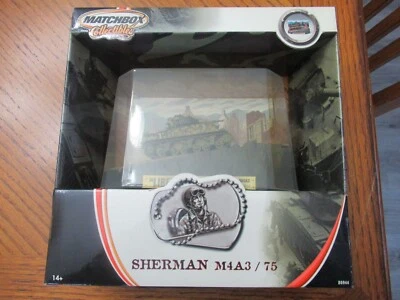 MATCHBOX
Collectibles
SHERMAN M4A3 / 75
14+